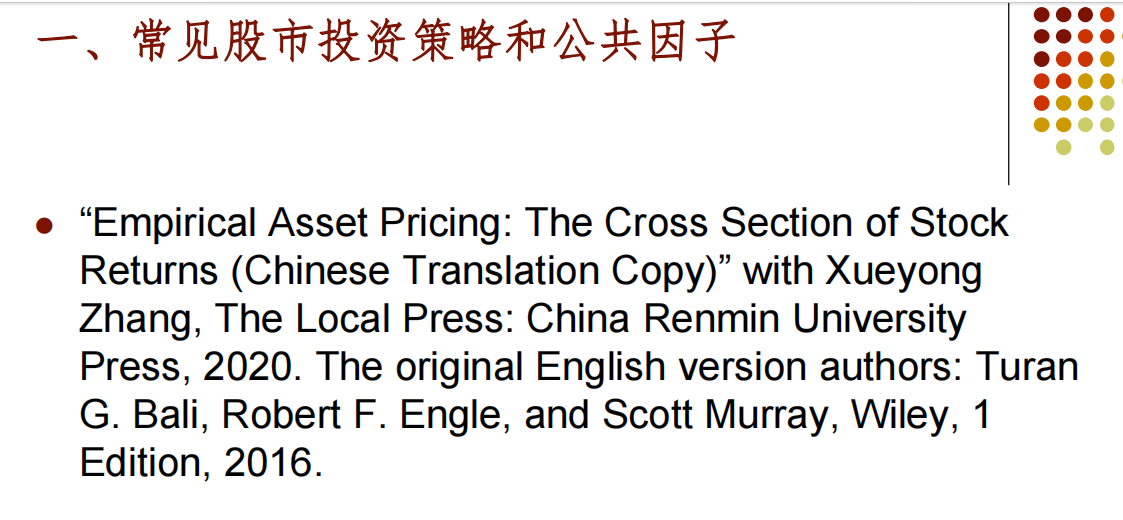 一、常见股市投资策略和公共因子
“Empirical Asset Pricing: The Cross Section of Stock
Returns (Chinese Translation Copy)” with Xueyong
Zhang, The Local Press: China Renmin University
Press, 2020. The original English version authors: Turan
G. Bali, Robert F. Engle, and Scott Murray, Wiley, 1
Edition, 2016.